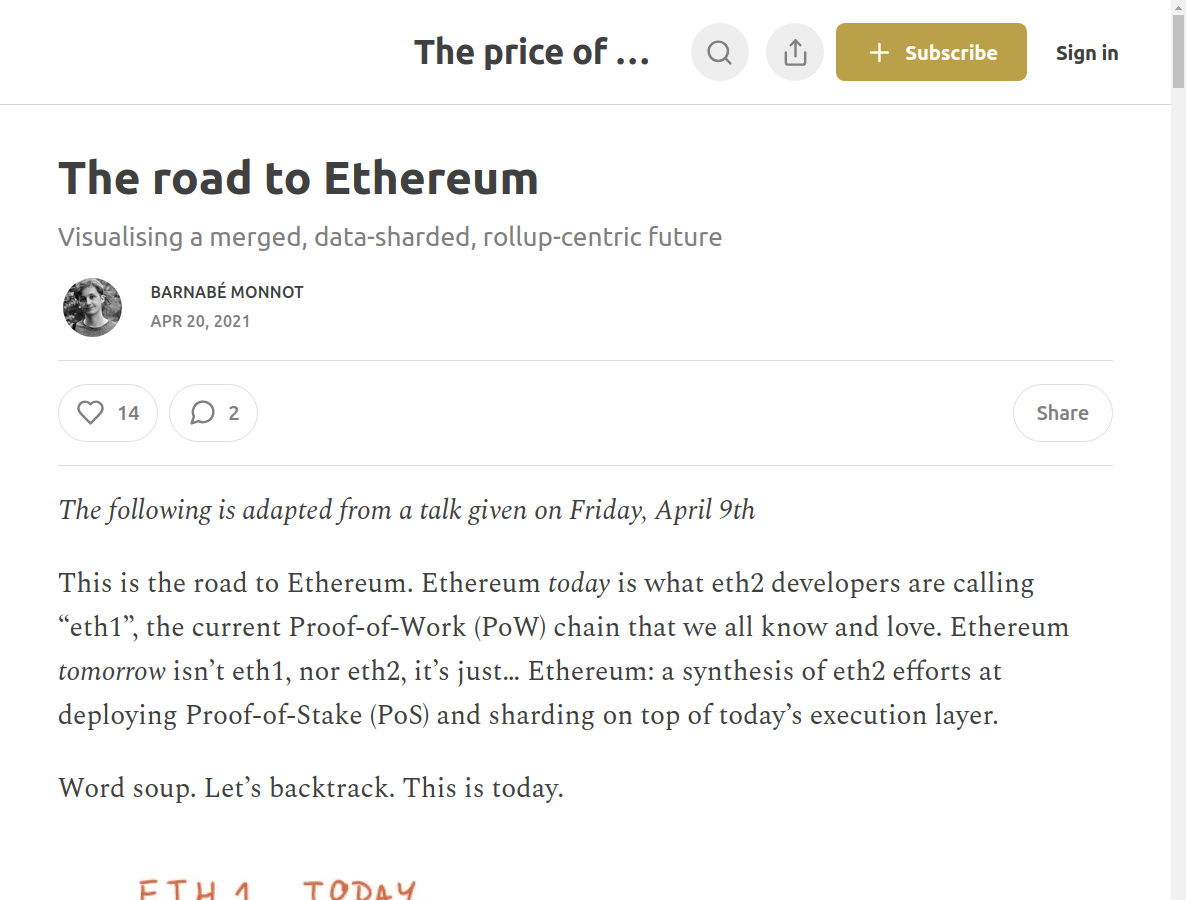 The price of ...
Subscribe
Sign in
The road to Ethereum
Visualising a merged, data-sharded, rollup-centric future
BARNABÉ MONNOT
APR 20, 2021
14
2
Share
The following is adapted from a talk given on Friday, April 9th
This is the road to Ethereum. Ethereum today is what eth2 developers are calling
“eth1”, the current Proof-of-Work (PoW) chain that we all know and love. Ethereum
tomorrow isn’t eth1, nor eth2, it’s just… Ethereum: a synthesis of eth2 efforts at
deploying Proof-of-Stake (PoS) and sharding on top of today’s execution layer.
Word soup. Let’s backtrack. This is today.
ETH 1 TODAY